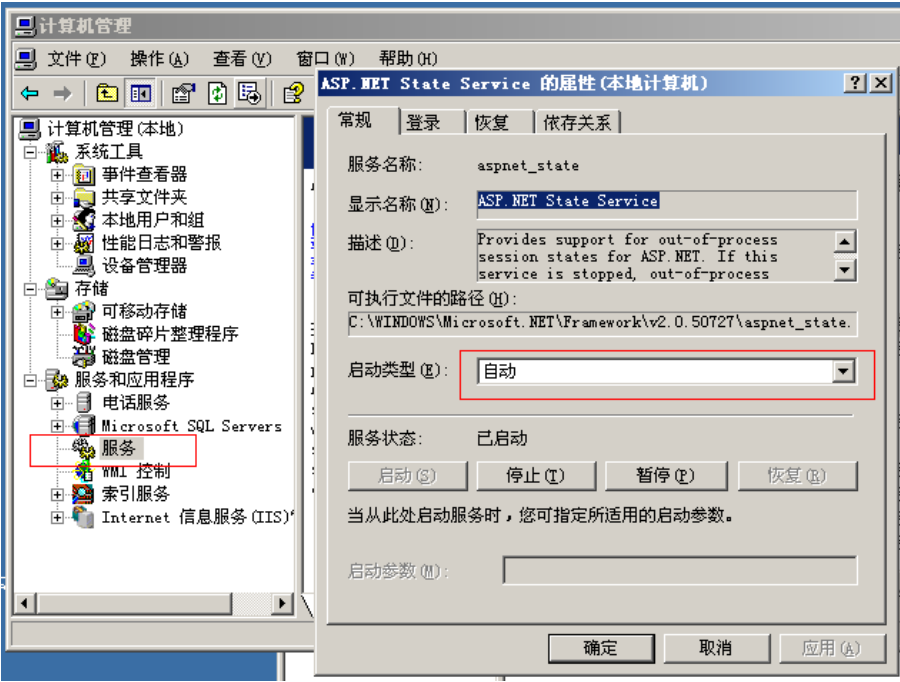 计算机管理
文件(F) 操作(A) 查看(V) 窗口(W) 帮助(H)
计算机管理(本地)
系统工具
事件查看器
共享文件夹
本地用户和组
性能日志和警报
设备管理器
存储
可移动存储
磁盘碎片整理程序
磁盘管理
服务和应用程序
电话服务
Microsoft SQL Servers
服务
WMI 控制
索引服务
Internet 信息服务(IIS)
ASP.NET State Service 的属性(本地计算机)
常规 登录 恢复 依存关系
服务名称: aspnet_state
显示名称(N): ASP.NET State Service
描述(D): Provides support for out-of-process
session states for ASP.NET. If this
service is stopped, out-of-process
可执行文件的路径(H):
C:\WINDOWS\Microsoft.NET\Framework\v2.0.50727\aspnet_state.
启动类型(E): 自动
服务状态: 已启动
启动(S) 停止(T) 暂停(P) 恢复(R)
当从此处启动服务时，您可指定所适用的启动参数。
启动参数(M):
确定 取消 应用(A)